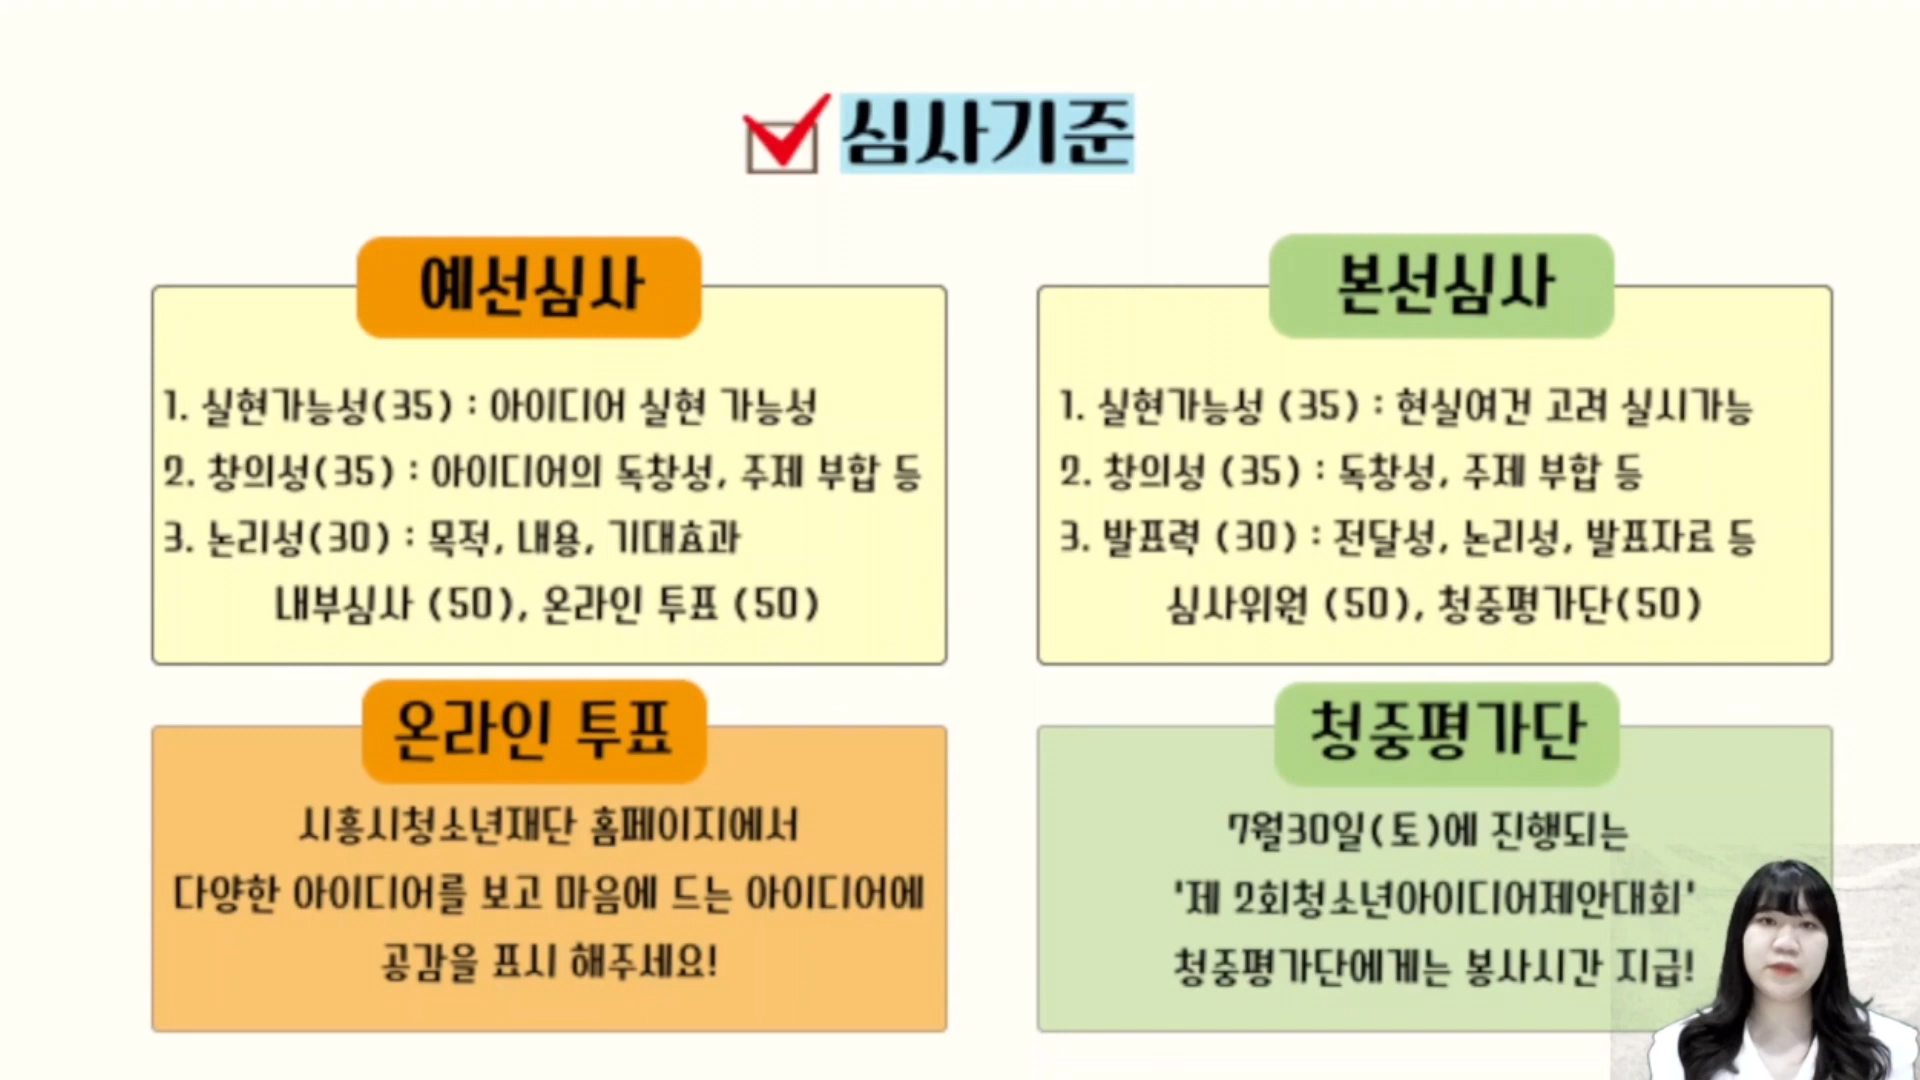 심사기준
예선심사
1. 실현가능성(35) : 아이디어 실현 가능성
2. 창의성(35) : 아이디어의 독창성, 주제 부합 등
3. 논리성(30) : 목적, 내용, 기대효과
내부심사 (50), 온라인 투표 (50)
본선심사
1. 실현가능성 (35) : 현실여건 고려 실시가능
2. 창의성 (35) : 독창성, 주제 부합 등
3. 발표력 (30) : 전달성, 논리성, 발표자료 등
심사위원 (50), 청중평가단(50)
온라인 투표
시흥시청소년재단 홈페이지에서
다양한 아이디어를 보고 마음에 드는 아이디어에
공감을 표시 해주세요!
청중평가단
7월30일(토)에 진행되는
'제 2회청소년아이디어제안대회'
청중평가단에게는 봉사시간 지급!